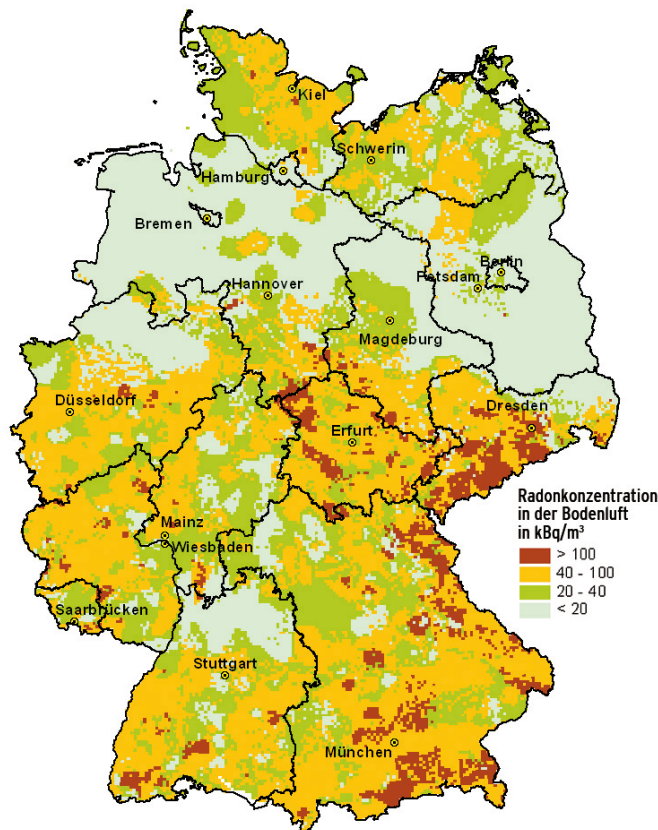 Kiel
Schwerin
Hamburg
Bremen
Berlin
Potsdam
Hannover
Magdeburg
Düsseldorf
Dresden
Erfurt
Radonkonzentration
in der Bodenluft
in kBq/m³
> 100
40 - 100
20 - 40
< 20
Mainz
Wiesbaden
Saarbrücken
Stuttgart
München